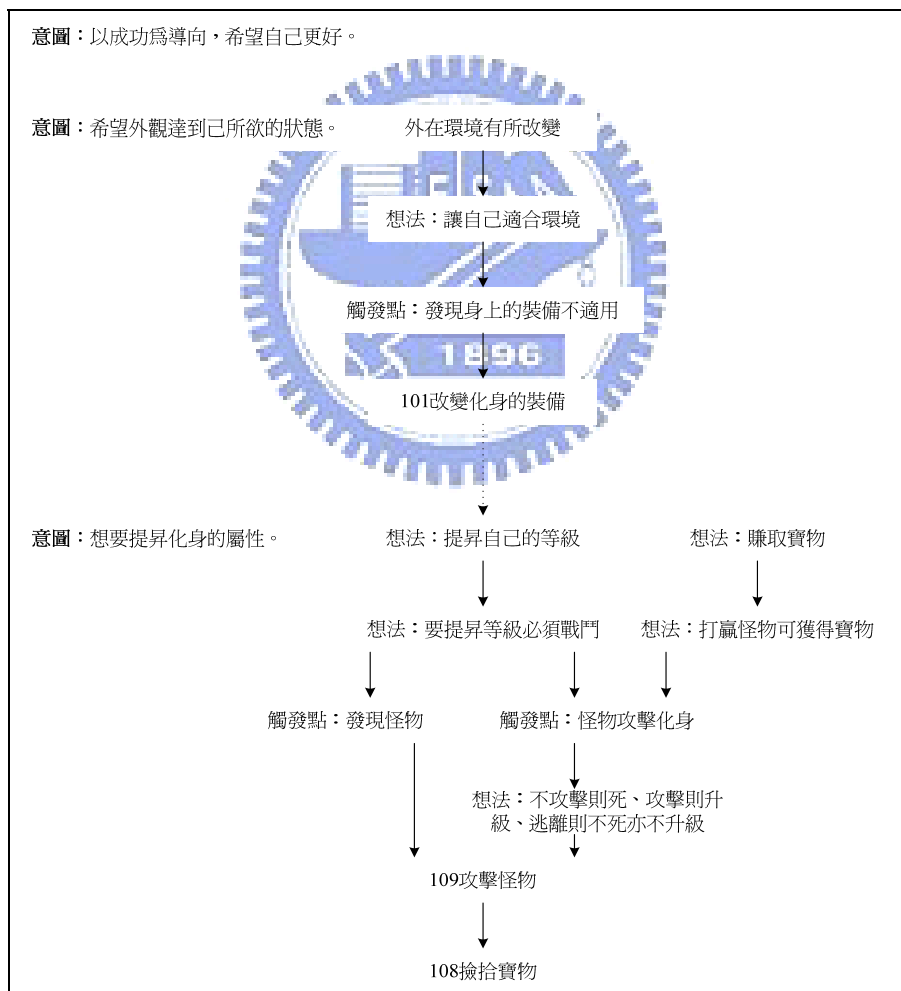 意圖：以成功為導向，希望自己更好。
意圖：希望外觀達到己所欲的狀態。 外在環境有所改變
想法：讓自己適合環境
觸發點：發現身上的裝備不適用
1896
101改變化身的裝備
意圖：想要提昇化身的屬性。 想法：提昇自己的等級 想法：賺取寶物
想法：要提昇等級必須戰鬥 想法：打贏怪物可獲得寶物
觸發點：發現怪物 觸發點：怪物攻擊化身
想法：不攻擊則死、攻擊則升
級、逃離則不死亦不升級
109攻擊怪物
108撿拾寶物